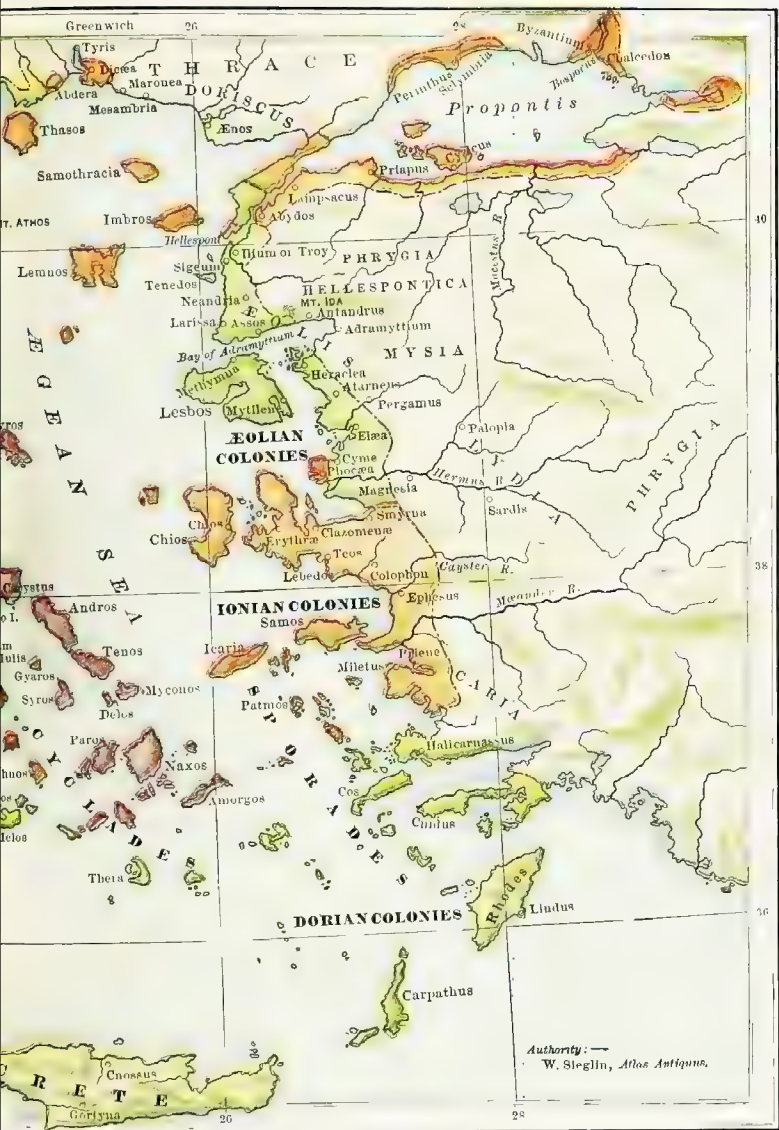 Greenwich
26
28
Tyris
Byzantium
Dicæa
THRACE
Chalcedon
Bosporus
Abdera
Maronea
DORISCUS
Perinthus
Selymbria
Mesambria
Propontis
Thasos
Ænos
Cyzicus
Samothracia
Priapus
Lampsacus
MT. ATHOS
Imbros
Abydos
40
Hellespont
Ilium or Troy
PHRYGIA
Lemnos
Sigeum
HELLESPONTICA
Tenedos
MT. IDA
Neandria
Antandrus
Larissa
Assos
Adramyttium
ÆOLIS
Bay of Adramyttium
MYSIA
Methymna
Heraclea
Atarneus
Lesbos
Mytilene
Pergamus
Palopia
ÆOLIAN
COLONIES
Elæa
LYDIA
PHRYGIA
Cyme
Phocæa
Hermus R.
Magnesia
ÆGEAN SEA
Sardis
Smyrna
Chios
Clazomenæ
Chios
Erythræ
Teos
38
Lebedos
Colophon
Cayster R.
Carystus
Ephesus
Mæander R.
IONIAN COLONIES
Andros
Samos
Icaria
Priene
Tenos
Miletus
Gyaros
CARIA
Myconos
Syros
Delos
Patmos
Paros
Halicarnassus
Naxos
CYCLADES
SPORADES
Amorgos
Cos
Cnidus
Thera
Rhodes
DORIAN COLONIES
Lindus
36
Carpathus
Authority:—
W. Sieglin, Atlas Antiquus.
Cnossus
CRETE
Gortyna
26
28